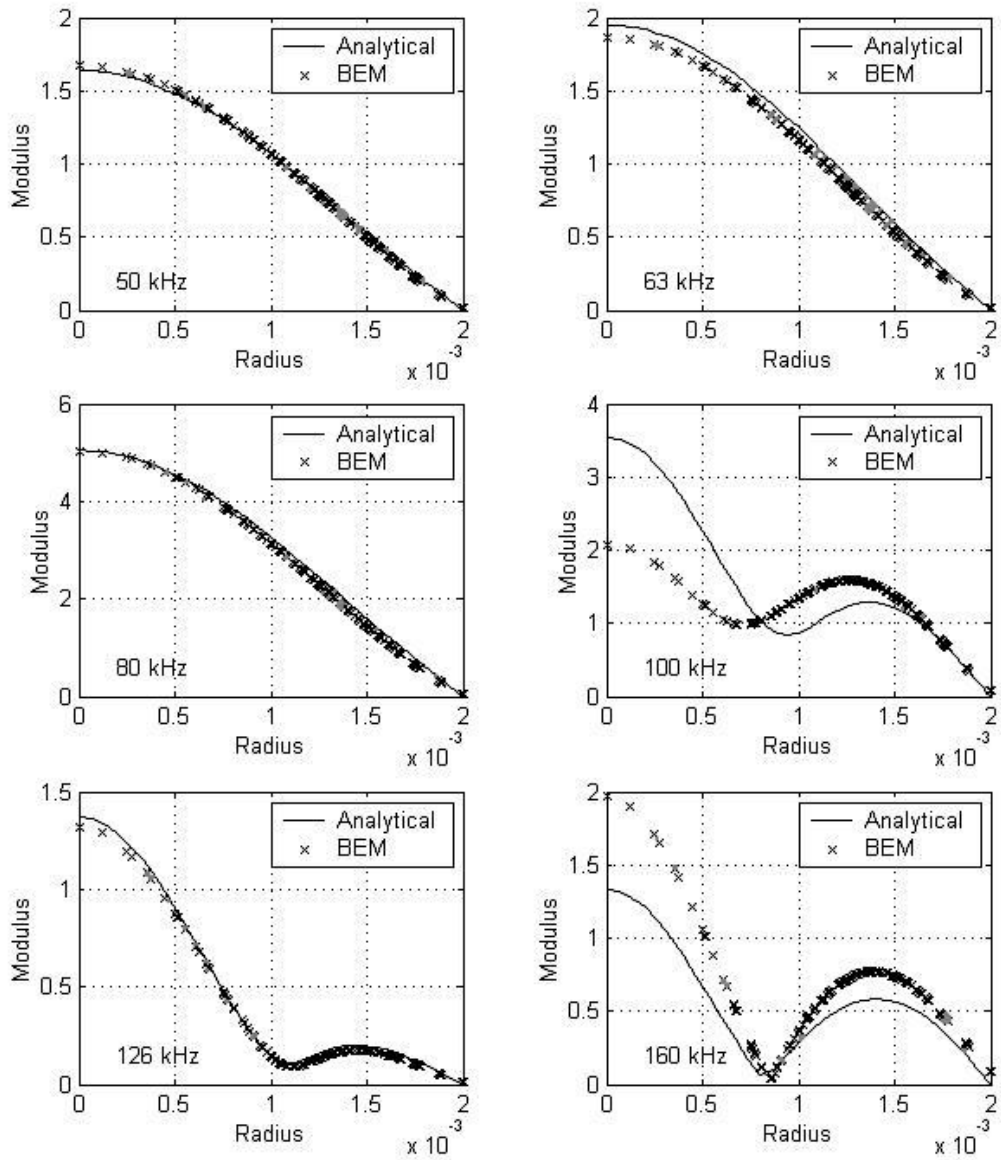 2
1.5
1
0.5
0
Modulus
Analytical
BEM
50 kHz
0 0.5 1 1.5 2
Radius
x 10-3
2
1.5
1
0.5
0
Modulus
Analytical
BEM
63 kHz
0 0.5 1 1.5 2
Radius
x 10-3
6
4
2
0
Modulus
Analytical
BEM
80 kHz
0 0.5 1 1.5 2
Radius
x 10-3
4
3
2
1
0
Modulus
Analytical
BEM
100 kHz
0 0.5 1 1.5 2
Radius
x 10-3
1.5
1
0.5
0
Modulus
Analytical
BEM
126 kHz
0 0.5 1 1.5 2
Radius
x 10-3
2
1.5
1
0.5
0
Modulus
Analytical
BEM
160 kHz
0 0.5 1 1.5 2
Radius
x 10-3